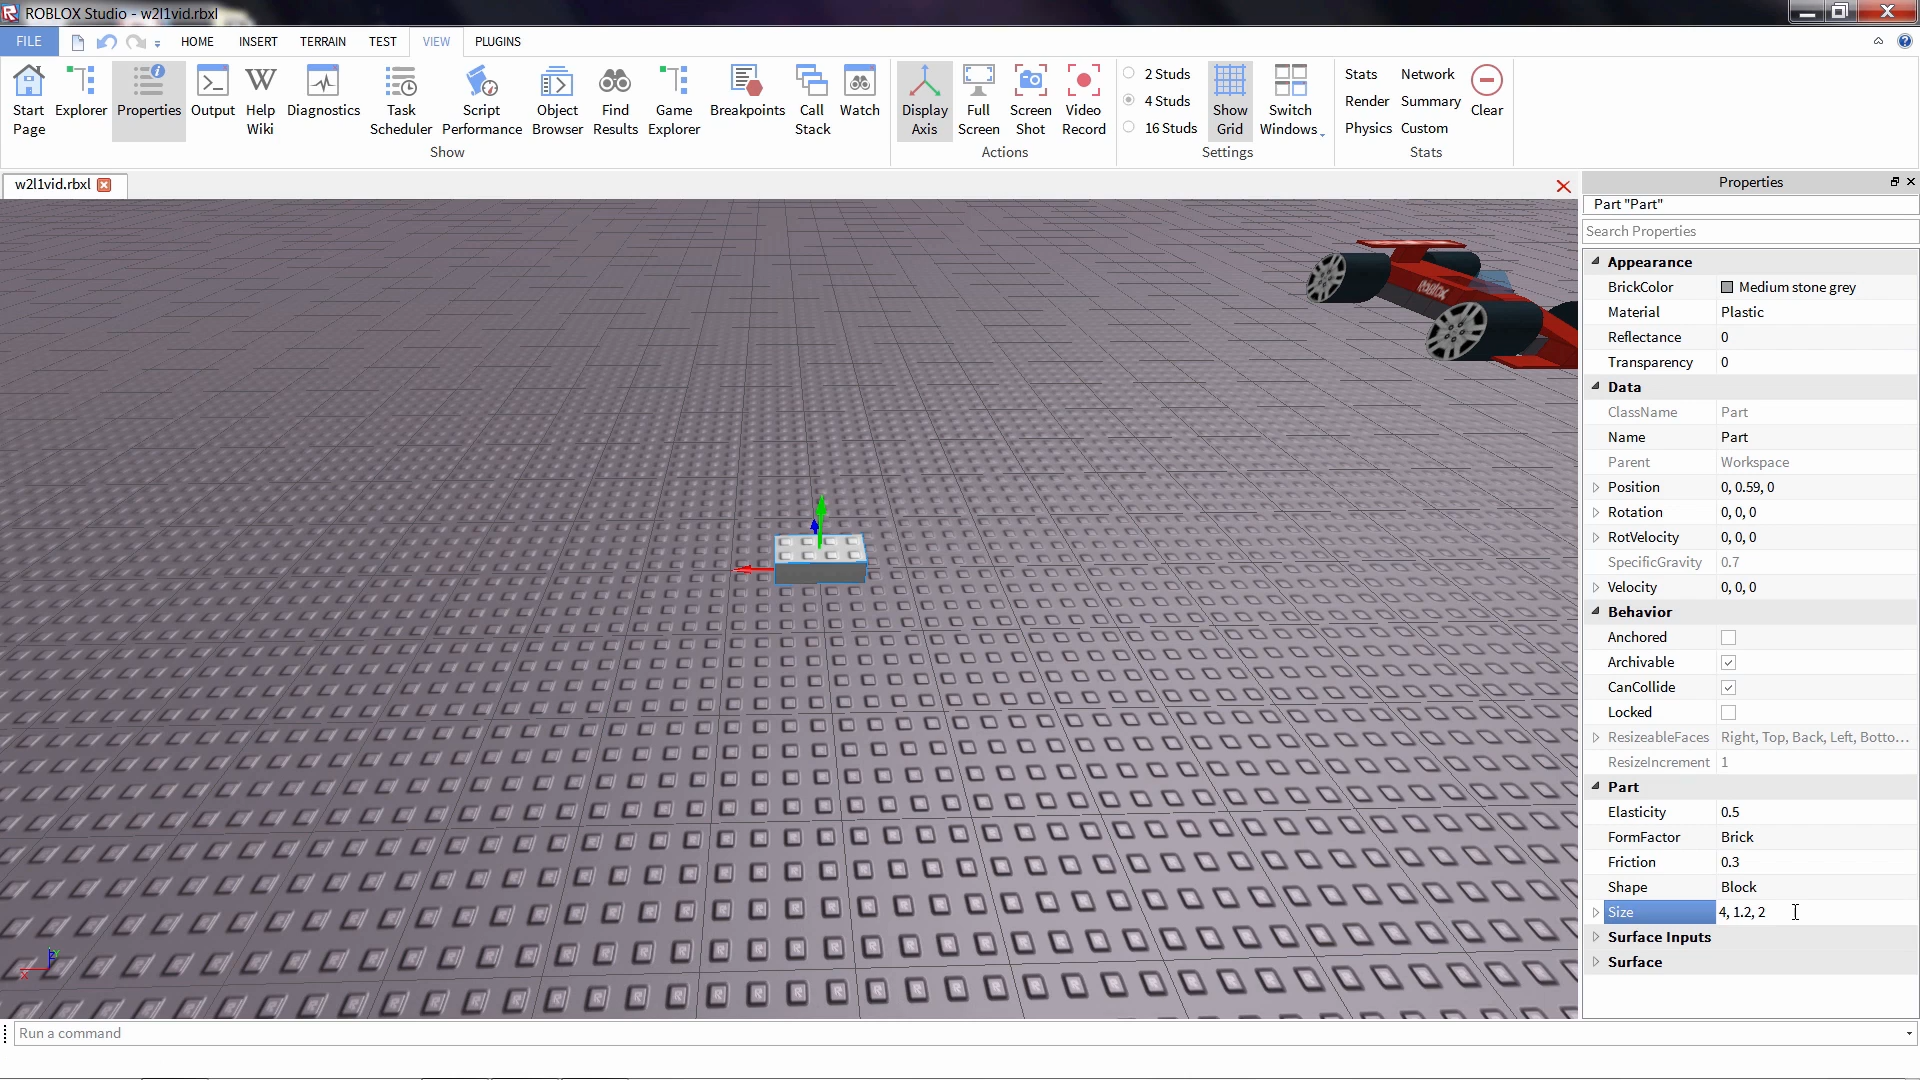 ROBLOX Studio - w2l1vid.rbxl
FILE HOME INSERT TERRAIN TEST VIEW PLUGINS
Start Page
Explorer
Properties
Output
Help Wiki
Diagnostics
Task Scheduler
Script Performance
Object Browser
Find Results
Game Explorer
Breakpoints
Call Stack
Watch
Show
Display Axis
Full Screen
Screen Shot
Video Record
Actions
2 Studs
4 Studs
16 Studs
Show Grid
Switch Windows
Settings
Stats Network
Render Summary
Physics Custom
Clear
Stats
w2l1vid.rbxl
Properties
Part "Part"
Search Properties
Appearance
BrickColor Medium stone grey
Material Plastic
Reflectance 0
Transparency 0
Data
ClassName Part
Name Part
Parent Workspace
Position 0, 0.59, 0
Rotation 0, 0, 0
RotVelocity 0, 0, 0
SpecificGravity 0.7
Velocity 0, 0, 0
Behavior
Anchored
Archivable
CanCollide
Locked
ResizeableFaces Right, Top, Back, Left, Botto...
ResizeIncrement 1
Part
Elasticity 0.5
FormFactor Brick
Friction 0.3
Shape Block
Size 4, 1.2, 2
Surface Inputs
Surface
ROBLOX
Run a command